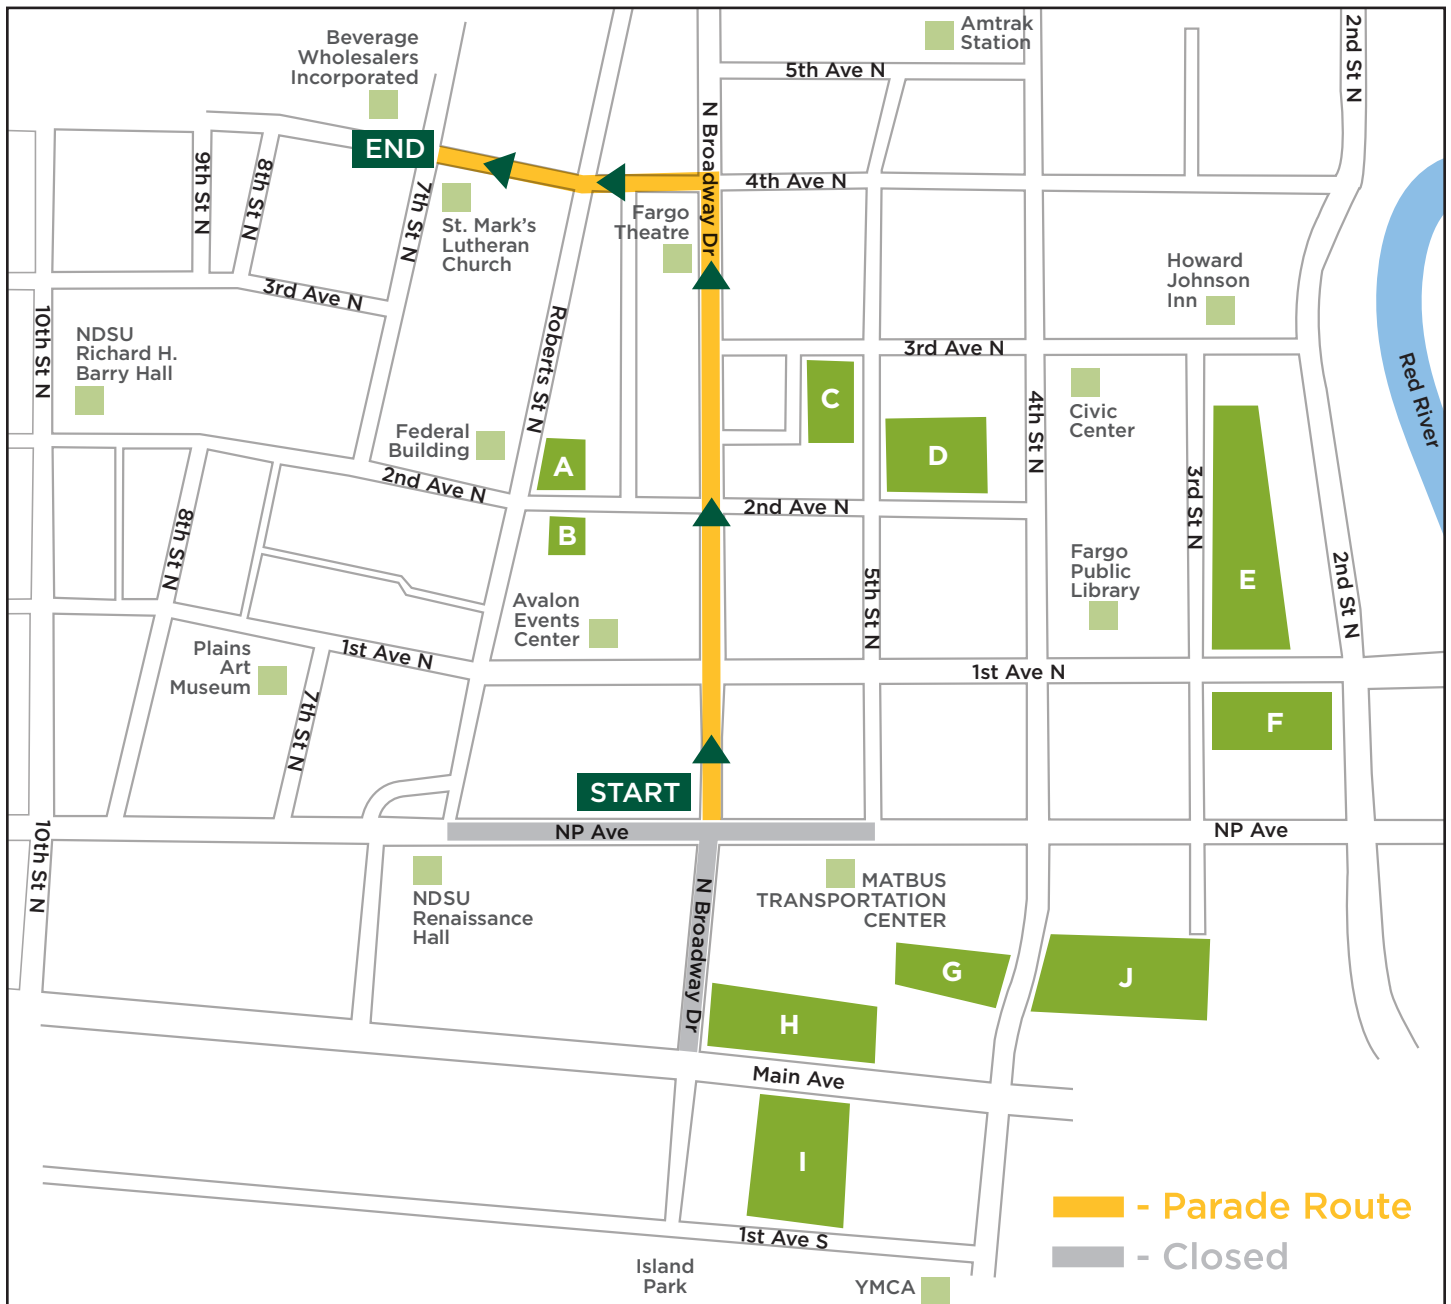 Beverage
Wholesalers
Incorporated
Amtrak
Station
2nd St N
5th Ave N
N Broadway Dr
END
9th St N
8th St N
7th St N
4th Ave N
St. Mark's
Lutheran
Church
Fargo
Theatre
Howard
Johnson
Inn
3rd Ave N
10th St N
NDSU
Richard H.
Barry Hall
Roberts St N
3rd Ave N
Red River
C
4th St N
Civic
Center
Federal
Building
A
D
2nd Ave N
3rd St N
2nd Ave N
8th St N
B
5th St N
Fargo
Public
Library
E
2nd St N
Avalon
Events
Center
Plains
Art
Museum
1st Ave N
1st Ave N
7th St N
F
START
NP Ave
NP Ave
10th St N
NDSU
Renaissance
Hall
N Broadway Dr
MATBUS
TRANSPORTATION
CENTER
G
J
H
Main Ave
I
1st Ave S
Island
Park
YMCA
- Parade Route
- Closed